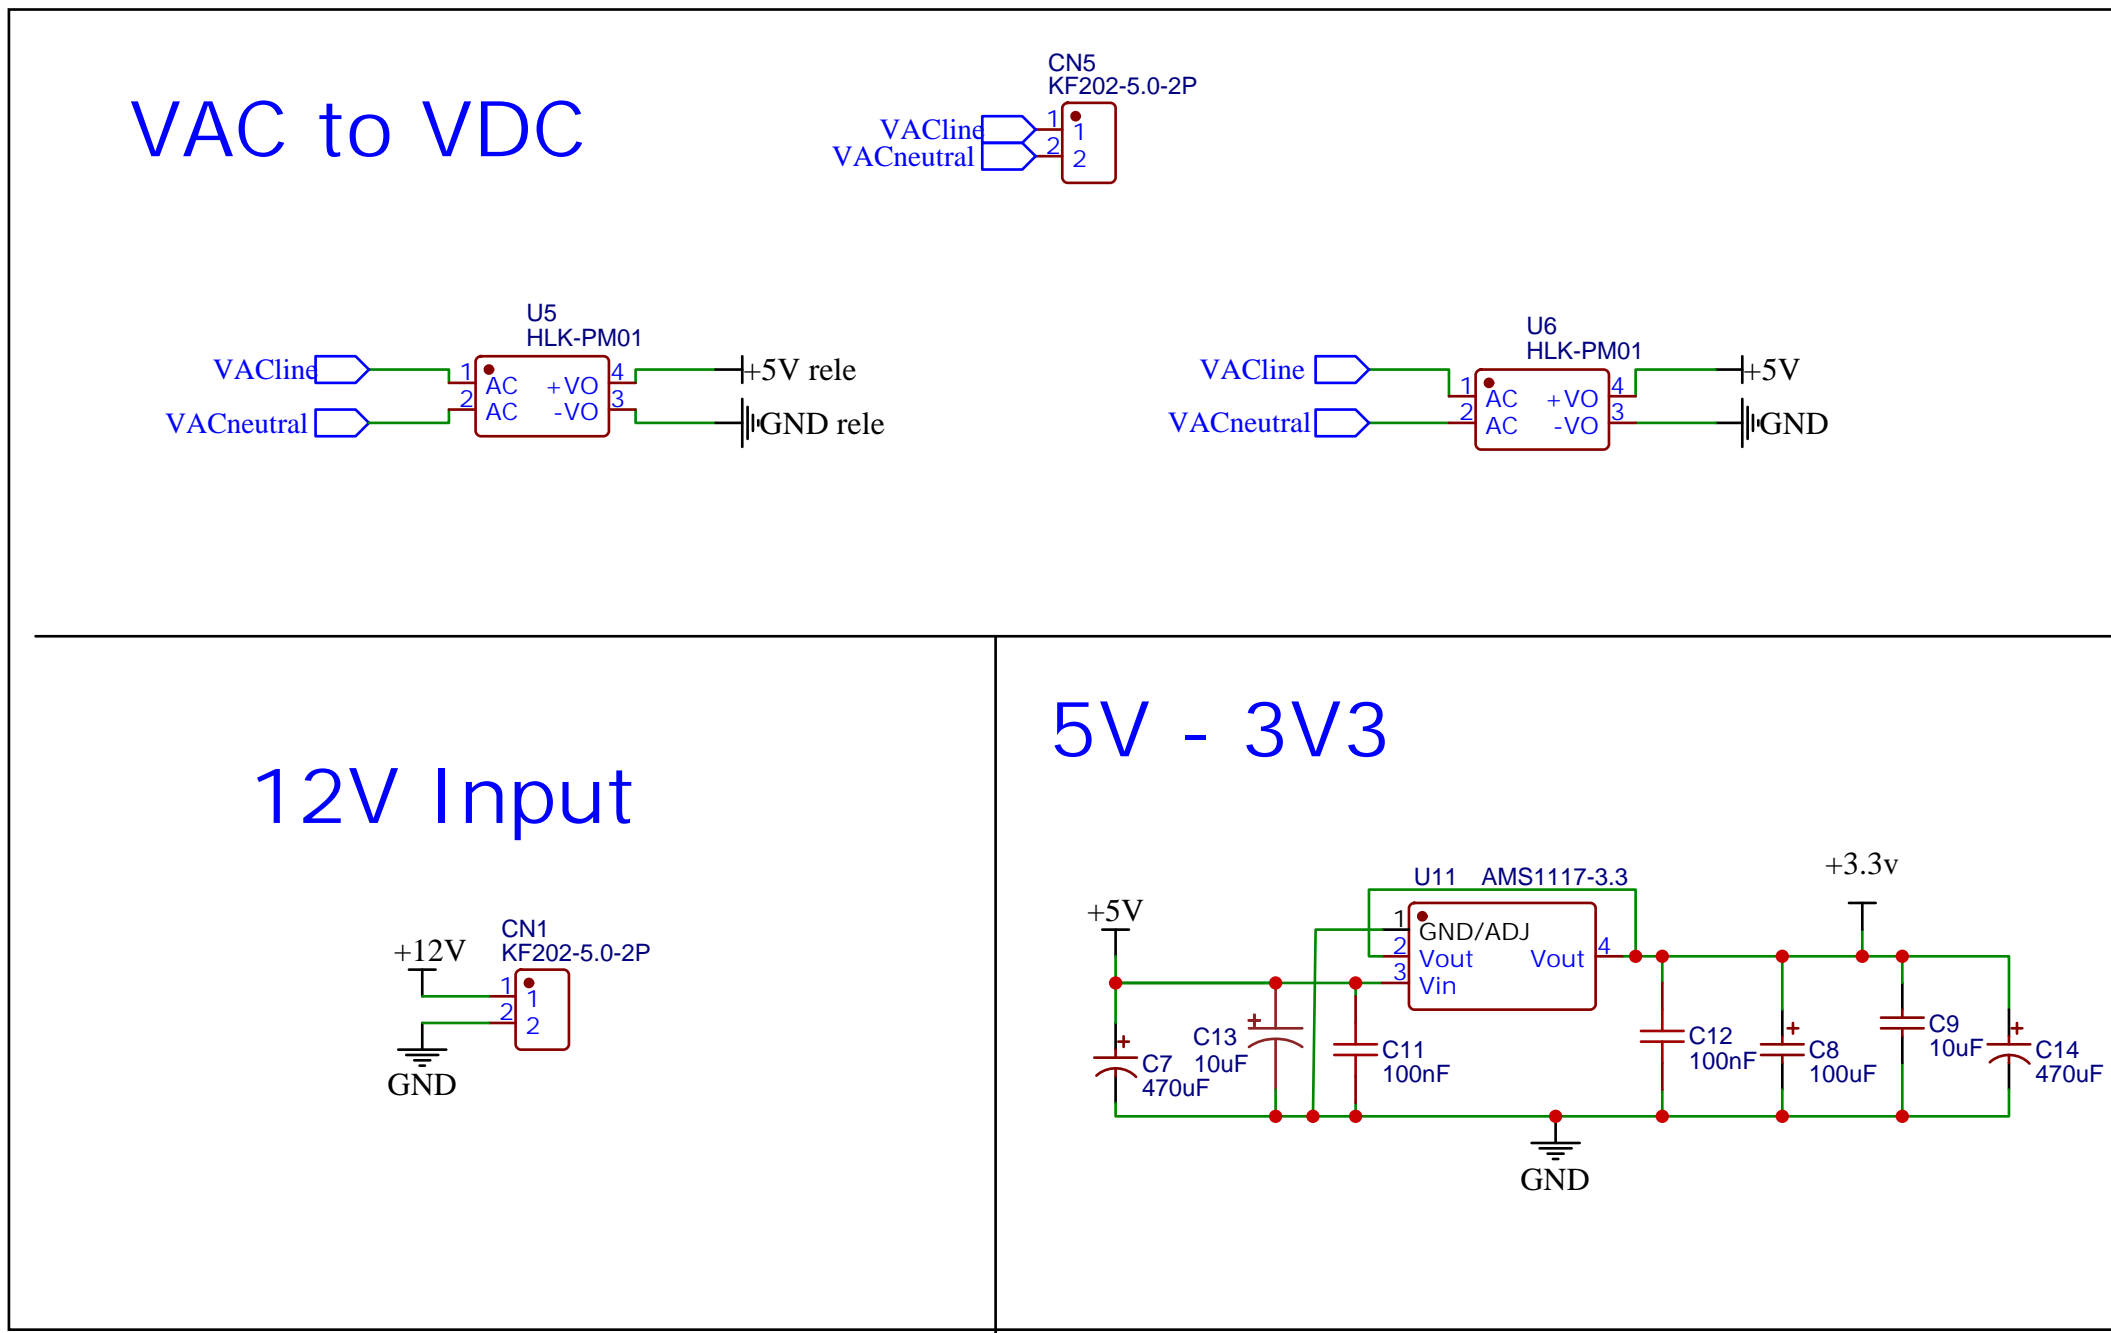 VAC to VDC
CN5
KF202-5.0-2P
VACline
1
1
VACneutral
2
2
U5
HLK-PM01
VACline
1
AC
+VO
4
+5V rele
VACneutral
2
AC
-VO
3
GND rele
U6
HLK-PM01
VACline
1
AC
+VO
4
+5V
VACneutral
2
AC
-VO
3
GND
12V Input
CN1
KF202-5.0-2P
+12V
1
1
2
2
GND
5V - 3V3
U11 AMS1117-3.3
+3.3v
+5V
1
GND/ADJ
2
Vout
Vout
4
3
Vin
+
C7
470uF
+
C13
10uF
C11
100nF
C12
100nF
+
C8
100uF
C9
10uF
+
C14
470uF
GND